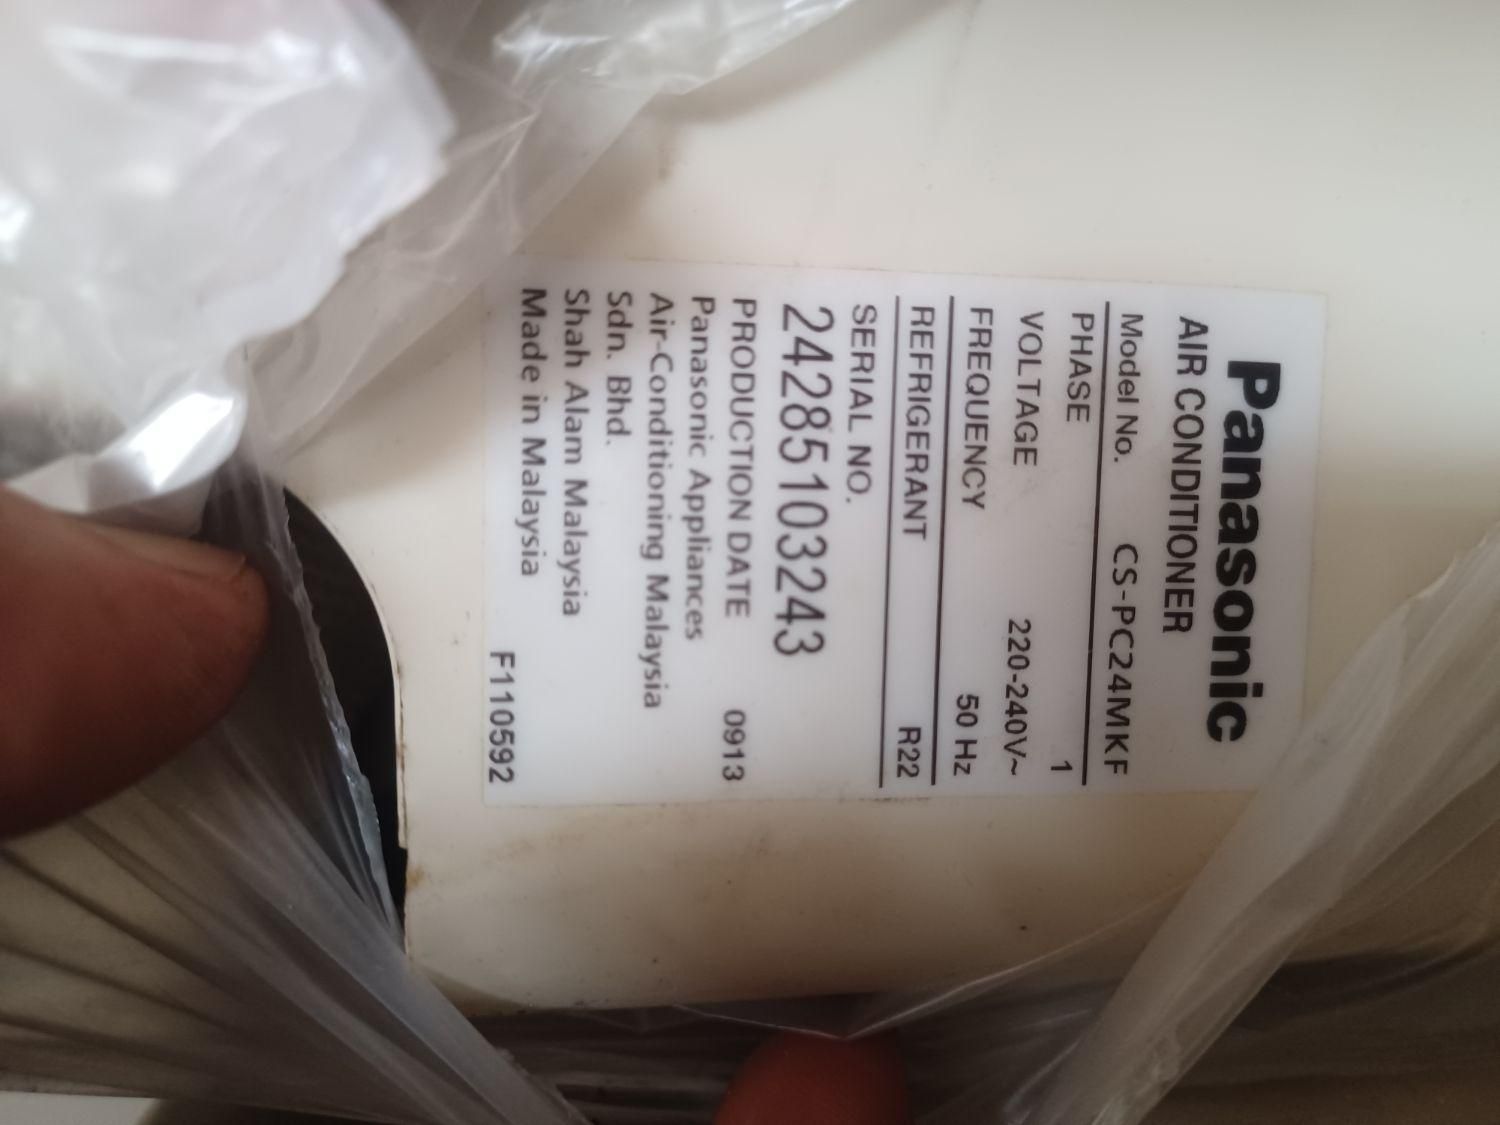 Panasonic
AIR CONDITIONER
Model No. CS-PC24MKF
PHASE 1
VOLTAGE 220-240V~
FREQUENCY 50 Hz
REFRIGERANT R22
SERIAL NO.
24285103243
PRODUCTION DATE 0913
Panasonic Appliances
Air-Conditioning Malaysia
Sdn. Bhd.
Shah Alam Malaysia
Made in Malaysia
F110592